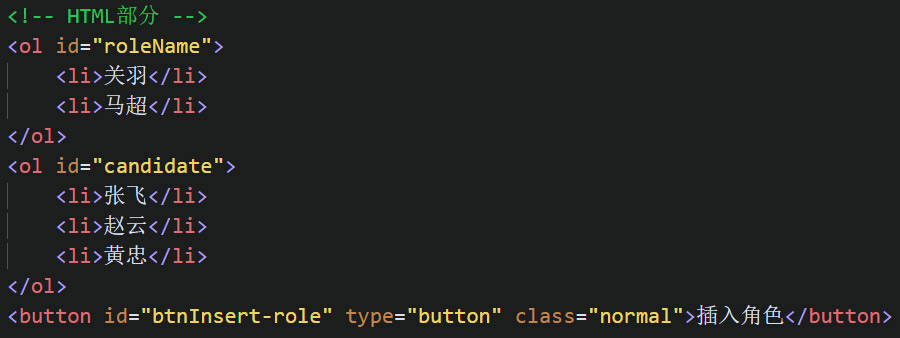 <!-- HTML部分 -->
<ol id="roleName">
    <li>关羽</li>
    <li>马超</li>
</ol>
<ol id="candidate">
    <li>张飞</li>
    <li>赵云</li>
    <li>黄忠</li>
</ol>
<button id="btnInsert-role" type="button" class="normal">插入角色</button>